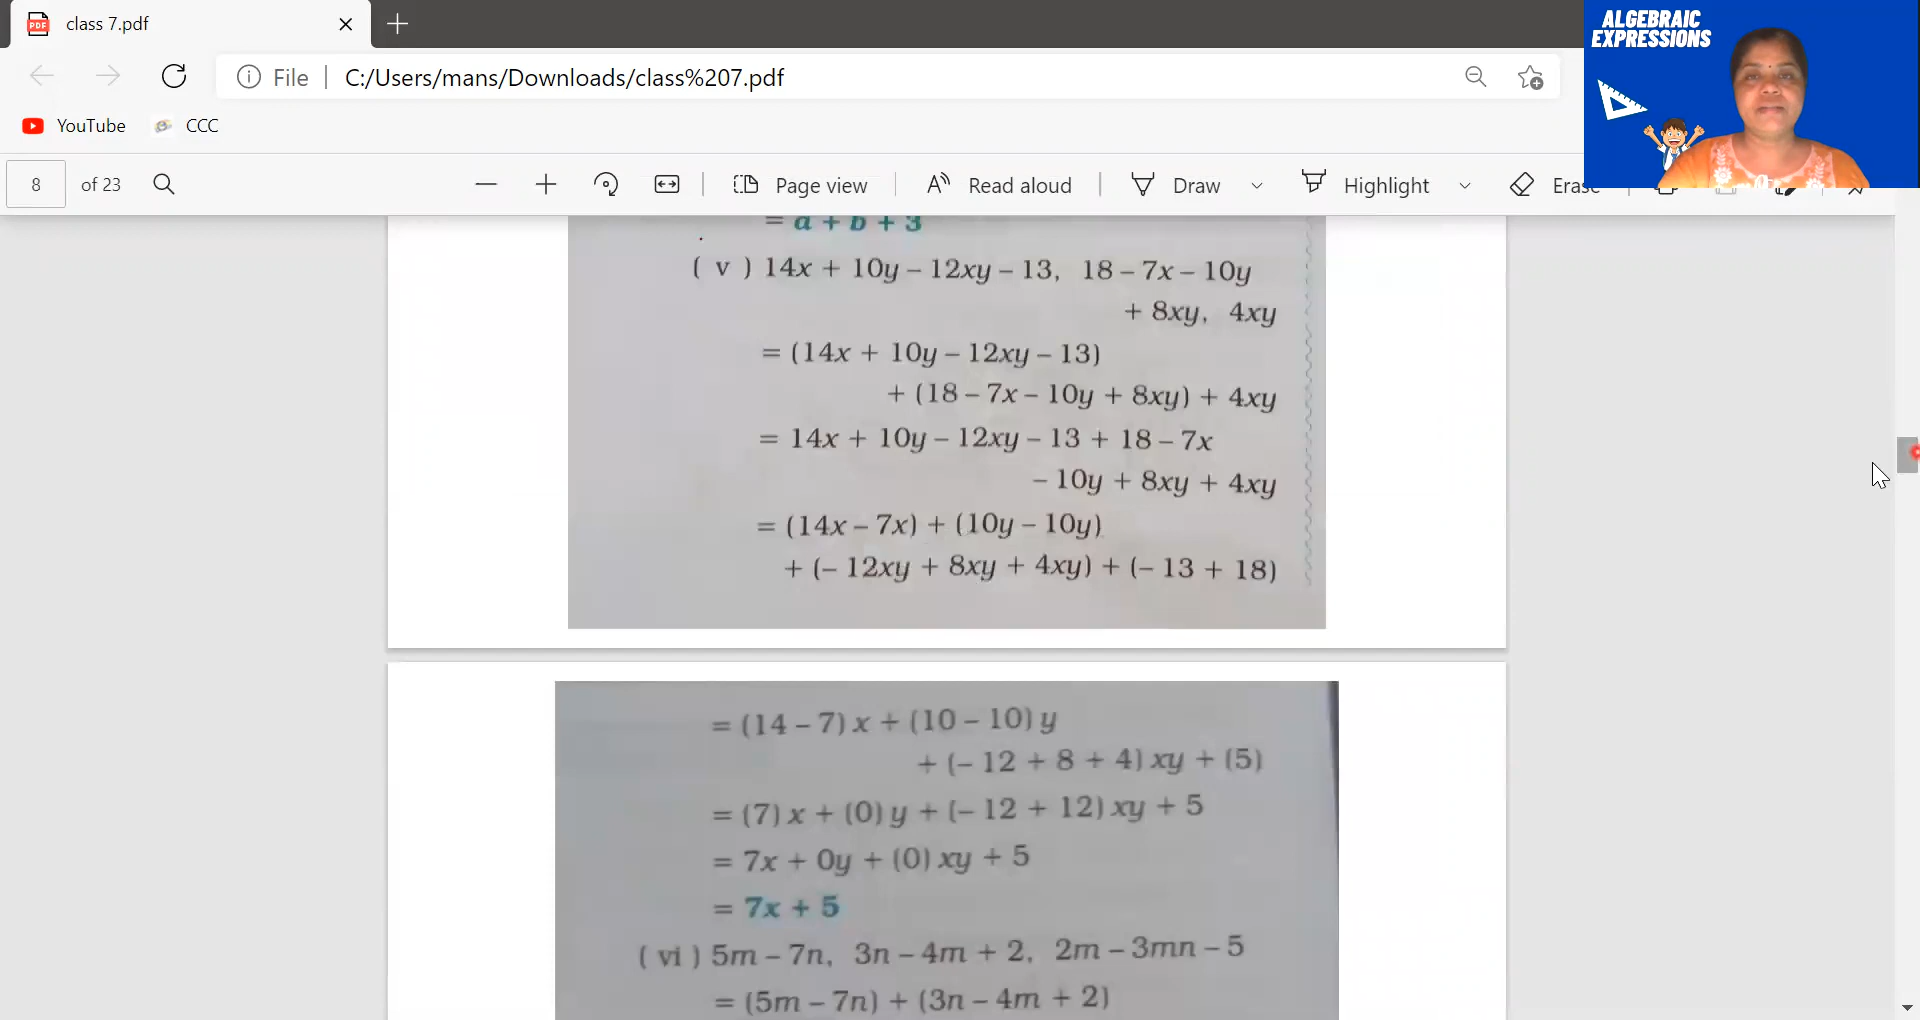 class 7.pdf
File | C:/Users/mans/Downloads/class%207.pdf
YouTube CCC
8 of 23 Page view Read aloud Draw Highlight Erase
ALGEBRAIC
EXPRESSIONS
= a + b + 3
( v ) 14x + 10y – 12xy – 13, 18 – 7x – 10y
+ 8xy, 4xy
= (14x + 10y – 12xy – 13)
+ (18 – 7x – 10y + 8xy) + 4xy
= 14x + 10y – 12xy – 13 + 18 – 7x
– 10y + 8xy + 4xy
= (14x – 7x) + (10y – 10y)
+ (– 12xy + 8xy + 4xy) + (– 13 + 18)
= (14 – 7) x + (10 – 10) y
+ (– 12 + 8 + 4) xy + (5)
= (7) x + (0) y + (– 12 + 12) xy + 5
= 7x + 0y + (0) xy + 5
= 7x + 5
( vi ) 5m – 7n, 3n – 4m + 2, 2m – 3mn – 5
= (5m – 7n) + (3n – 4m + 2)